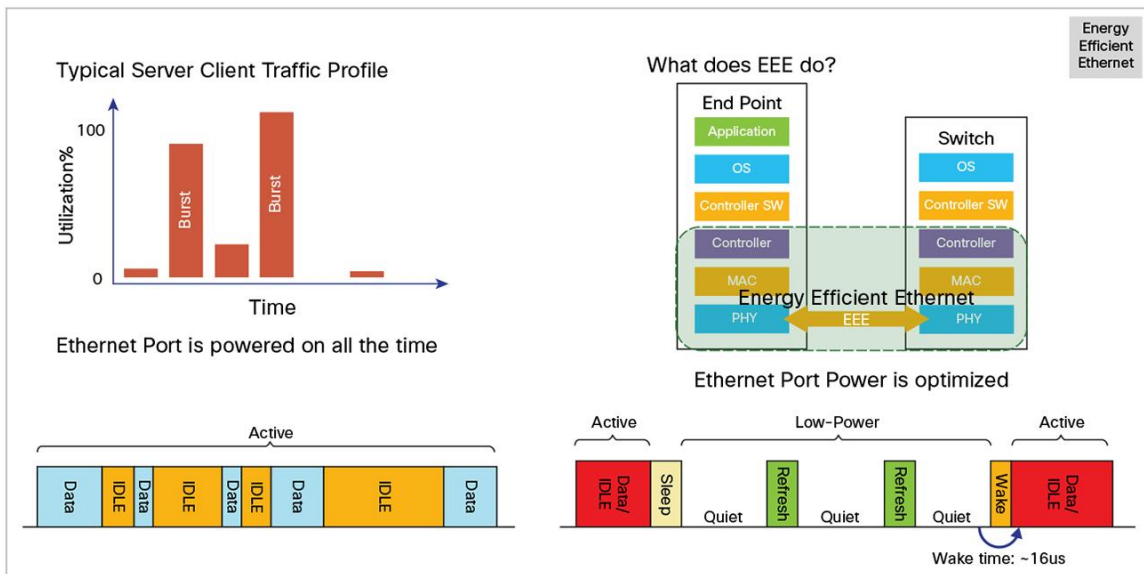 Energy
Efficient
Ethernet
Typical Server Client Traffic Profile
100
Utilization%
0
Burst
Burst
Time
Ethernet Port is powered on all the time
What does EEE do?
End Point
Application
OS
Controller SW
Controller
MAC
PHY
Switch
OS
Controller SW
Controller
MAC
PHY
Energy Efficient Ethernet
EEE
Ethernet Port Power is optimized
Active
Data
IDLE
Data
IDLE
Data
IDLE
Data
IDLE
Data
Active
Low-Power
Active
Data/
IDLE
Sleep
Quiet
Refresh
Quiet
Refresh
Quiet
Wake
Data/
IDLE
Wake time: ~16us